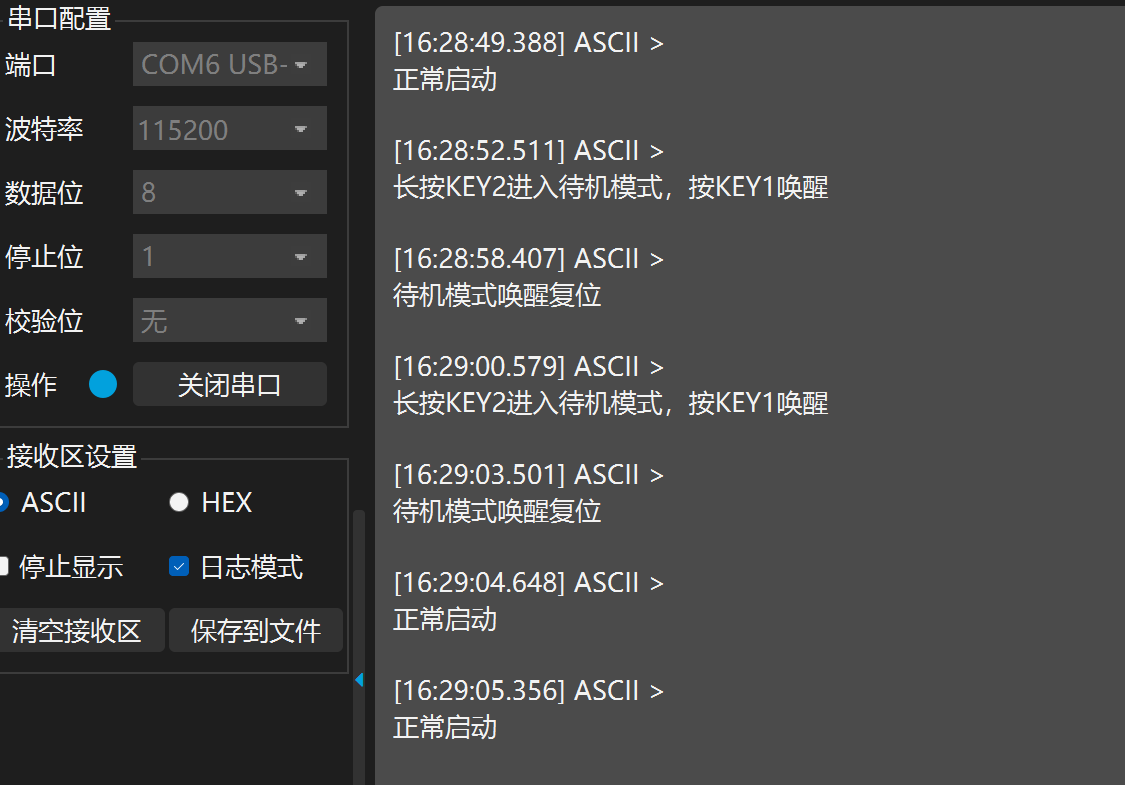 串口配置
端口
COM6 USB-
波特率
115200
数据位
8
停止位
1
校验位
无
操作
关闭串口
接收区设置
ASCII
HEX
停止显示
日志模式
清空接收区
保存到文件
[16:28:49.388] ASCII >
正常启动
[16:28:52.511] ASCII >
长按KEY2进入待机模式，按KEY1唤醒
[16:28:58.407] ASCII >
待机模式唤醒复位
[16:29:00.579] ASCII >
长按KEY2进入待机模式，按KEY1唤醒
[16:29:03.501] ASCII >
待机模式唤醒复位
[16:29:04.648] ASCII >
正常启动
[16:29:05.356] ASCII >
正常启动